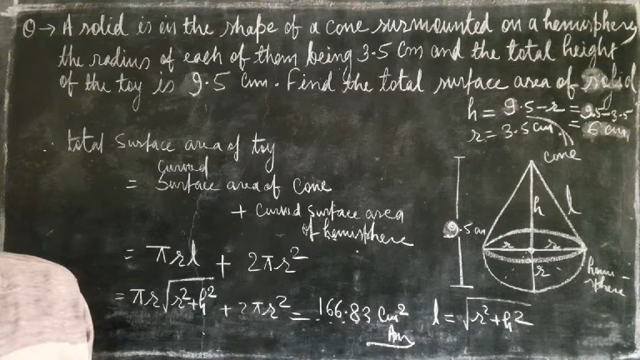 Q → A solid is in the shape of a cone surmounted on a hemisphere
the radius of each of them being 3.5 cm and the total height
of the toy is 9.5 cm. Find the total surface area of solid
h = 9.5-r = 9.5-3.5
r = 3.5 cm = 6 cm
∴ total surface area of toy
= Curved Surface area of cone
+ curved surface area
of hemisphere
= πrl + 2πr²
= πr√r²+h² + 2πr² = 166.83 cm²
Ans
cone
h
l
9.5 cm
r r
r
hemi-
sphere
l = √r²+h²